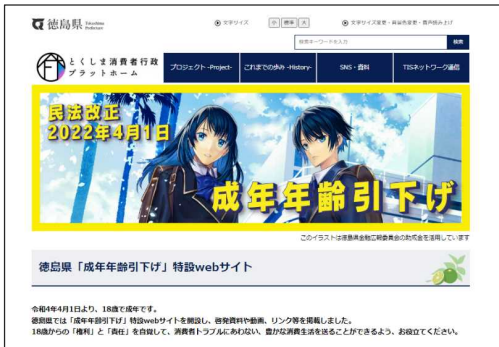 徳島県 Tokushima Prefecture
文字サイズ 小 標準 大 文字サイズ変更・背景色変更・音声読み上げ
検索キーワードを入力 検索
とくしま消費者行政
プラットホーム
プロジェクト -Project- これまでの歩み -History- SNS・資料 TISネットワーク通信
民法改正
2022年4月1日
成年年齢引下げ
このイラストは徳島県金融広報委員会の助成金を活用しています
徳島県「成年年齢引下げ」特設webサイト
令和4年4月1日より、18歳で成年です。
徳島県では「成年年齢引下げ」特設webサイトを開設し、啓発資料や動画、リンク等を掲載しました。
18歳からの「権利」と「責任」を自覚して、消費者トラブルにあわない、豊かな消費生活を送ることができるよう、お役立てください。